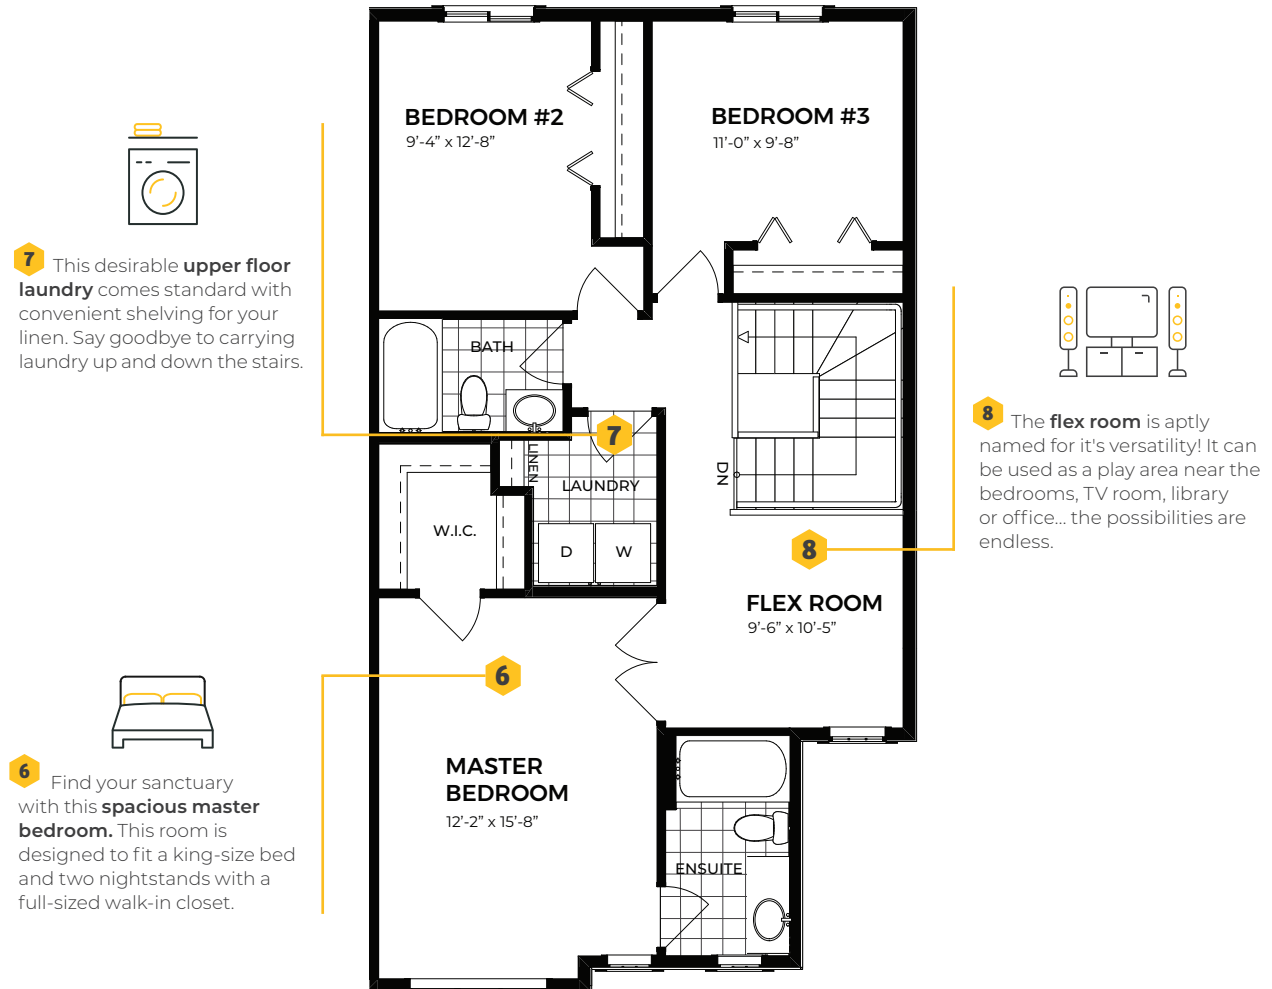 BEDROOM #2
9’-4” x 12’-8”
BEDROOM #3
11’-0” x 9’-8”
7 This desirable upper floor
laundry comes standard with
convenient shelving for your
linen. Say goodbye to carrying
laundry up and down the stairs.
BATH
7
LINEN
LAUNDRY
D
W
W.I.C.
DN
8
FLEX ROOM
9’-6” x 10’-5”
8 The flex room is aptly
named for it's versatility! It can
be used as a play area near the
bedrooms, TV room, library
or office... the possibilities are
endless.
6
MASTER
BEDROOM
12’-2” x 15’-8”
ENSUITE
6 Find your sanctuary
with this spacious master
bedroom. This room is
designed to fit a king-size bed
and two nightstands with a
full-sized walk-in closet.